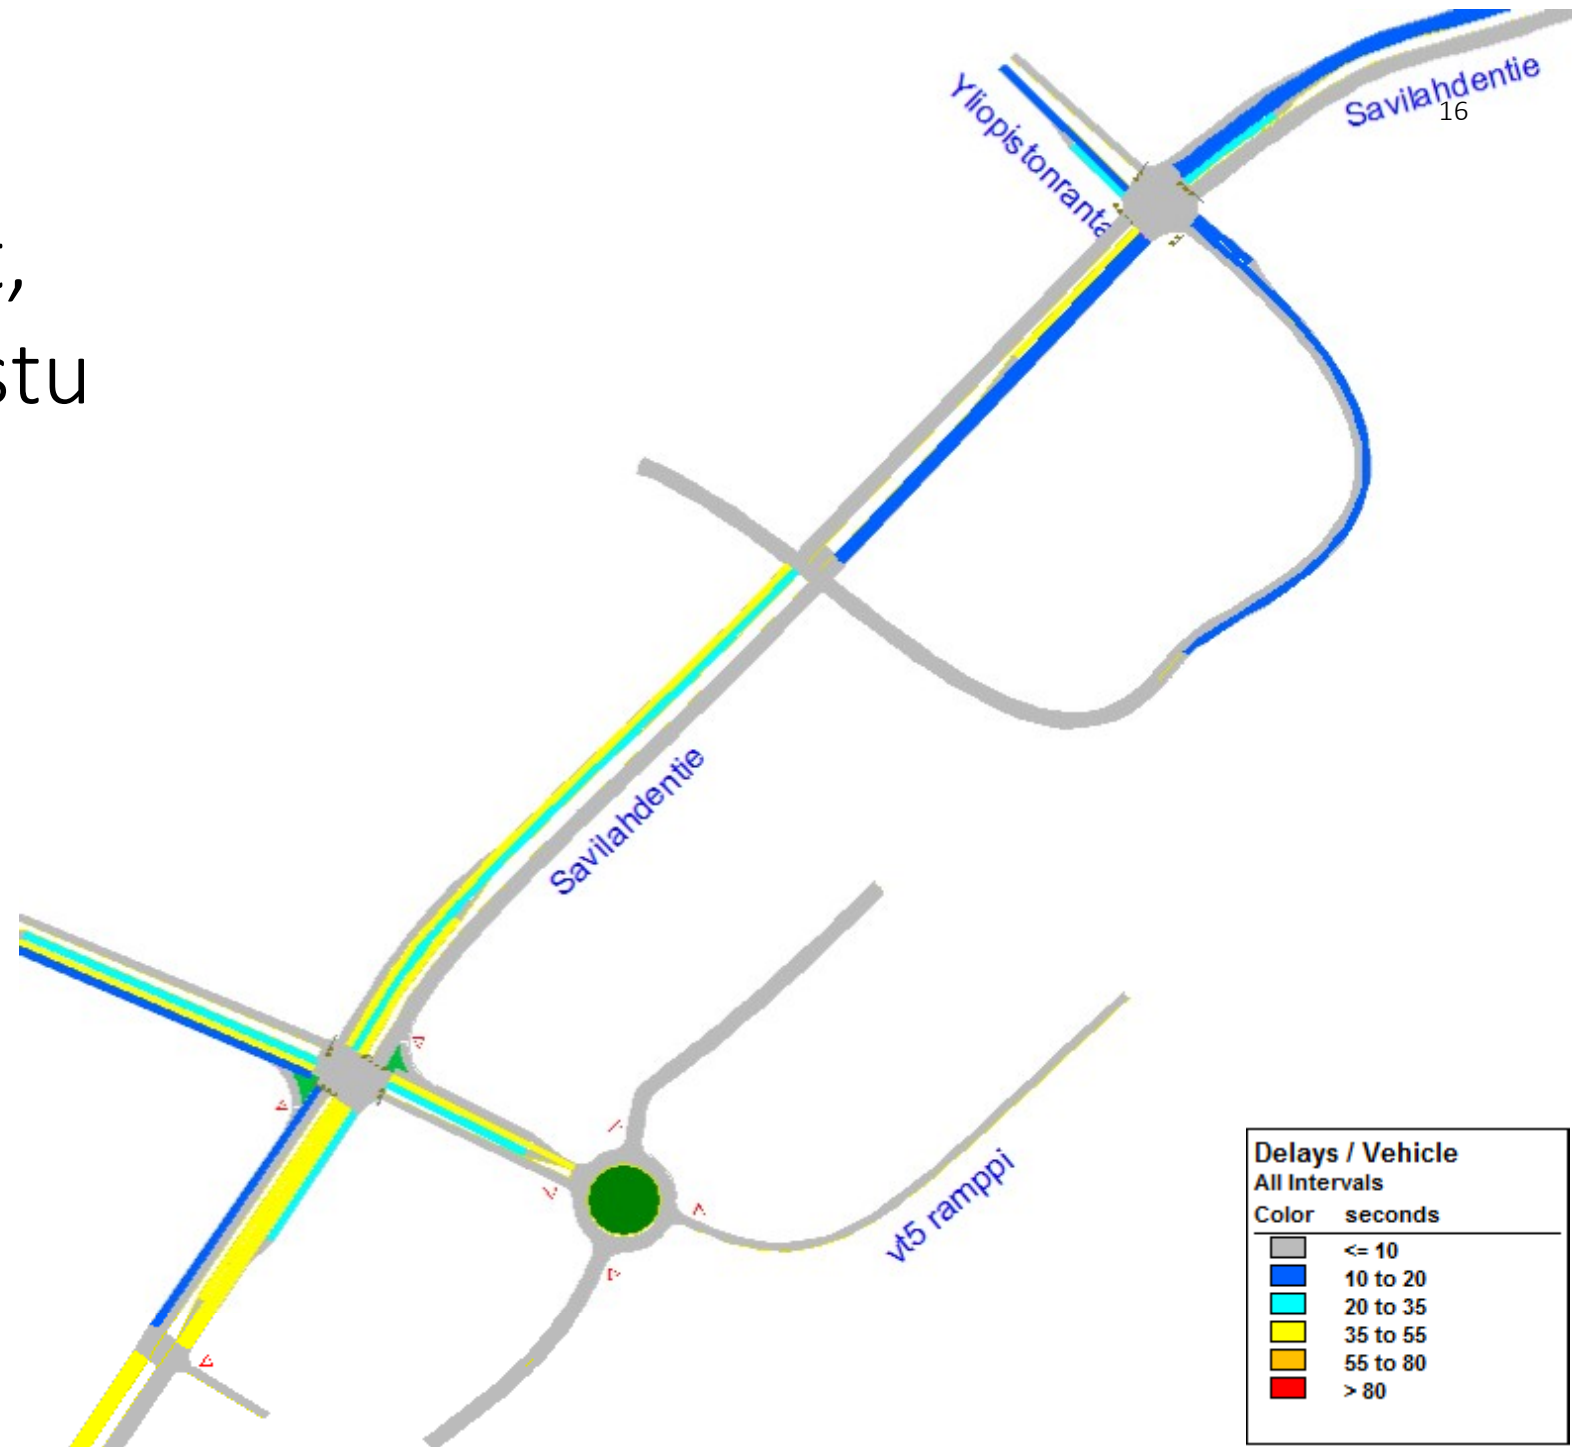 Savilahdentie
16
Yliopistonranta
stu
Savilahdentie
vt5 ramppi
Delays / Vehicle
All Intervals
Color seconds
<= 10
10 to 20
20 to 35
35 to 55
55 to 80
> 80